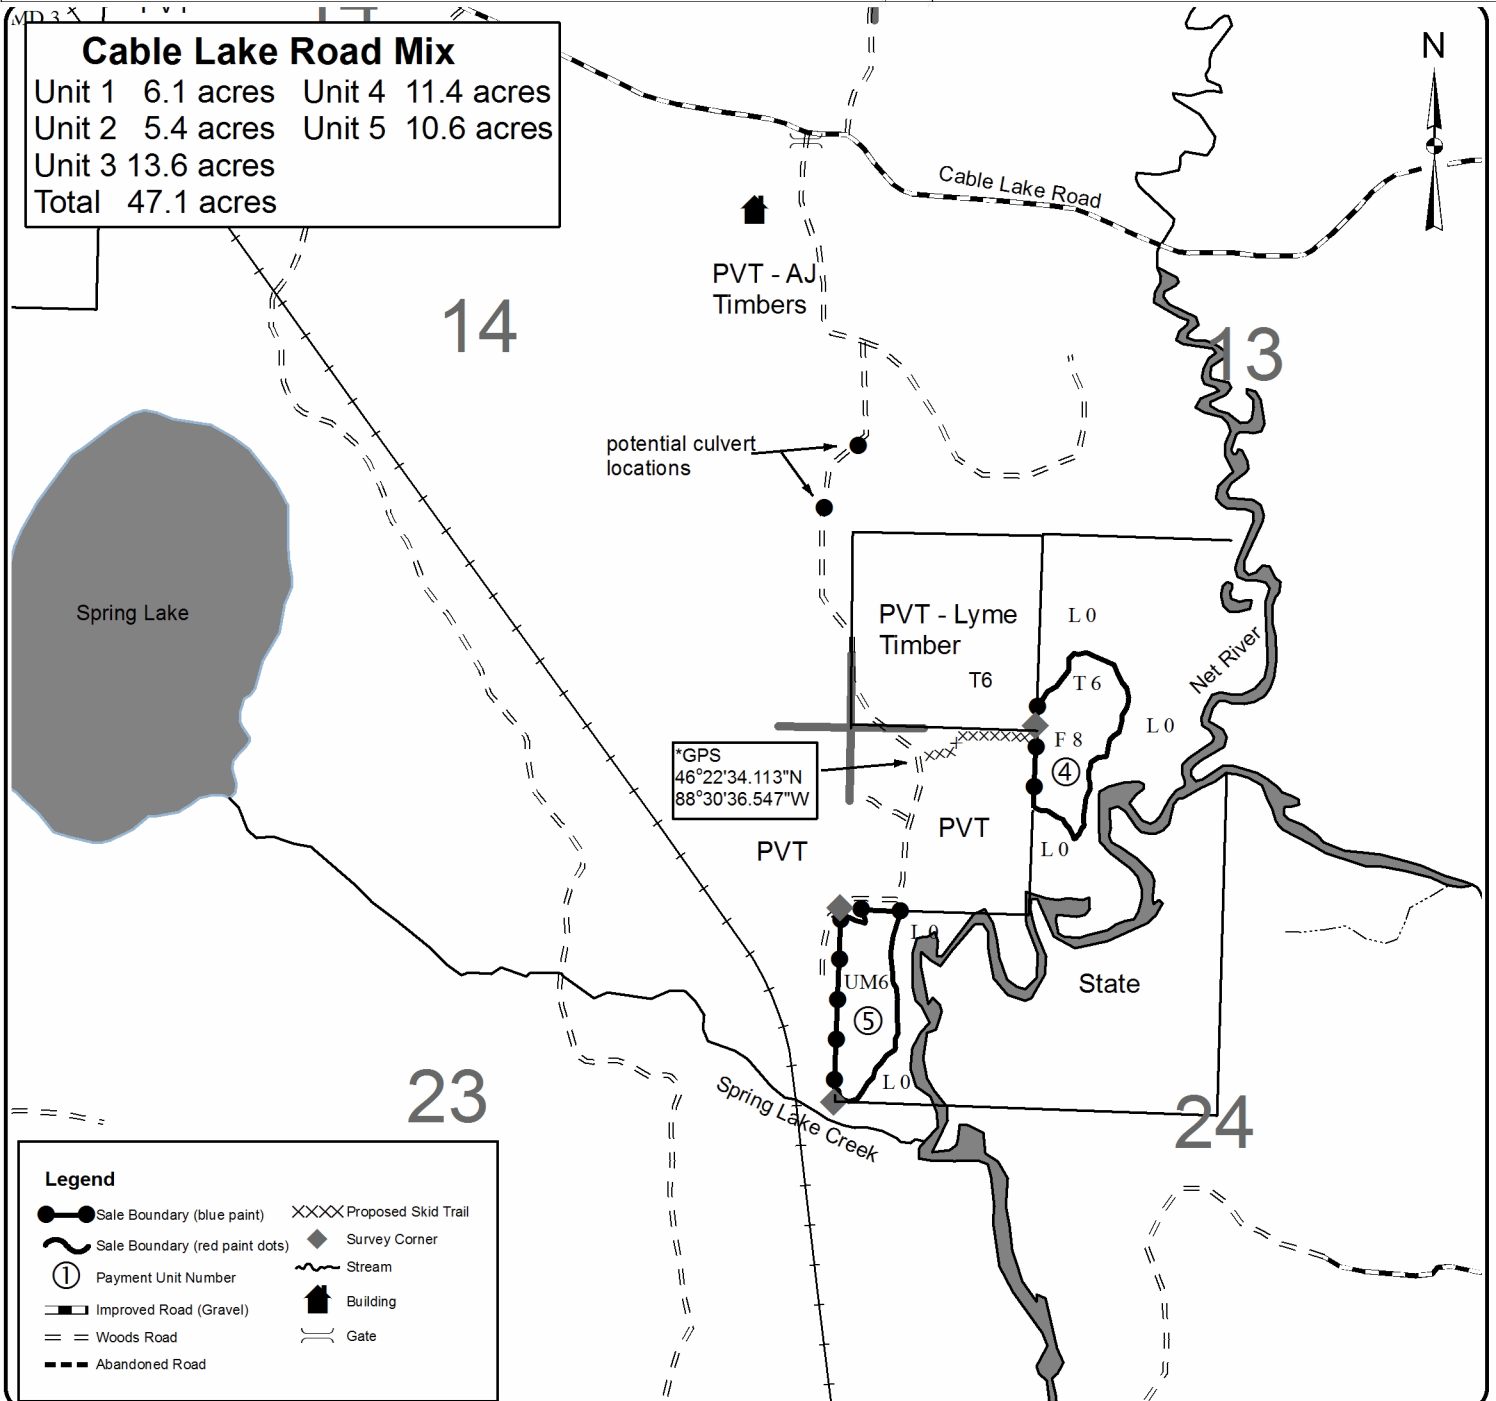 MD 3
Cable Lake Road Mix
Unit 1 6.1 acres Unit 4 11.4 acres
Unit 2 5.4 acres Unit 5 10.6 acres
Unit 3 13.6 acres
Total 47.1 acres
N
Cable Lake Road
PVT - AJ
Timbers
14
13
potential culvert
locations
Spring Lake
PVT - Lyme
Timber
L 0
T6
T 6
Net River
L 0
F 8
4
*GPS
46°22'34.113"N
88°30'36.547"W
PVT
PVT
L 0
L 0
UM6
State
5
L 0
23
24
Spring Lake Creek
Legend
Sale Boundary (blue paint)
Sale Boundary (red paint dots)
1 Payment Unit Number
Improved Road (Gravel)
Woods Road
Abandoned Road
Proposed Skid Trail
Survey Corner
Stream
Building
Gate